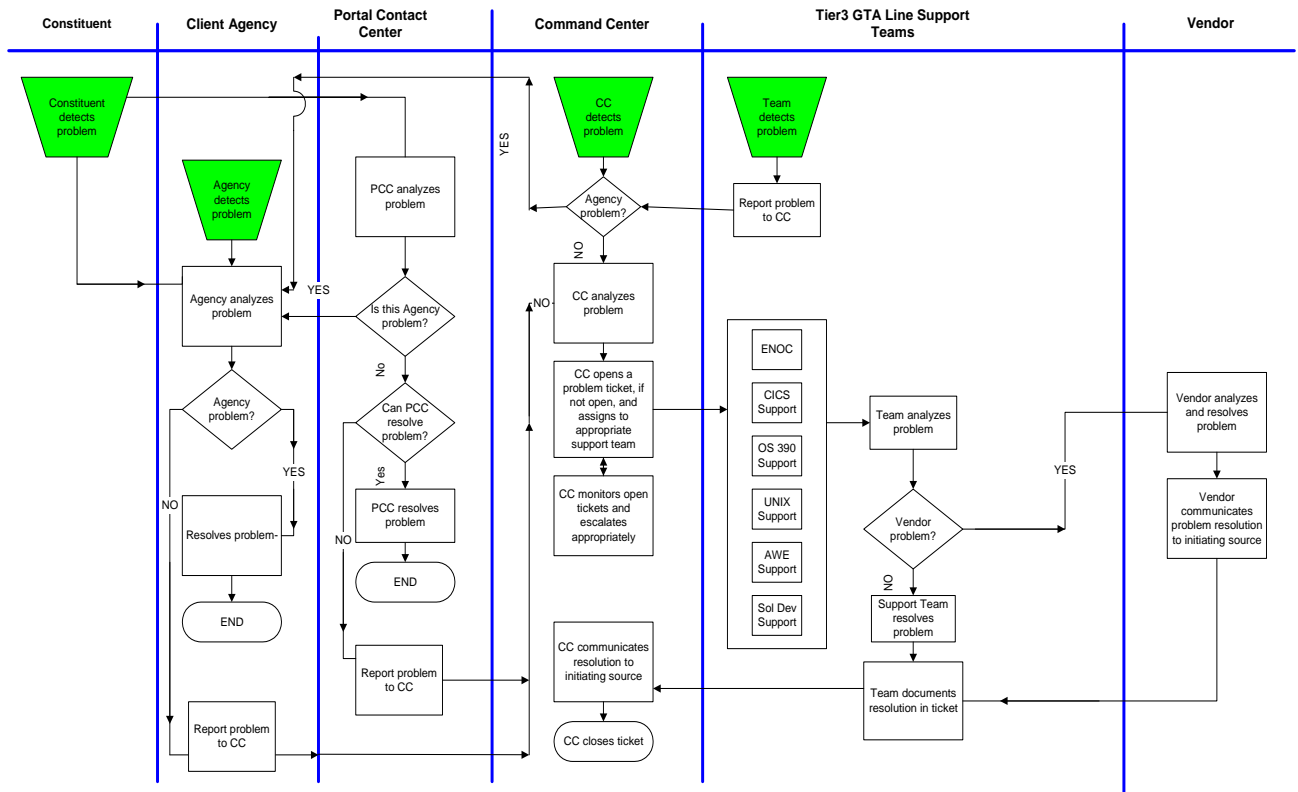 Constituent
Client Agency
Portal Contact
Center
Command Center
Tier3 GTA Line Support
Teams
Vendor
Constituent
detects
problem
Agency
detects
problem
Agency analyzes
problem
Agency
problem?
YES
NO
Resolves problem-
END
Report problem
to CC
PCC analyzes
problem
YES
Is this Agency
problem?
No
Can PCC
resolve
problem?
Yes
NO
PCC resolves
problem
END
Report problem
to CC
CC
detects
problem
YES
Agency
problem?
NO
NO
CC analyzes
problem
CC opens a
problem ticket, if
not open, and
assigns to
appropriate
support team
CC monitors open
tickets and
escalates
appropriately
CC communicates
resolution to
initiating source
CC closes ticket
Team
detects
problem
Report problem
to CC
ENOC
CICS
Support
OS 390
Support
UNIX
Support
AWE
Support
Sol Dev
Support
Team analyzes
problem
Vendor
problem?
YES
NO
Support Team
resolves
problem
Team documents
resolution in ticket
Vendor analyzes
and resolves
problem
Vendor
communicates
problem resolution
to initiating source